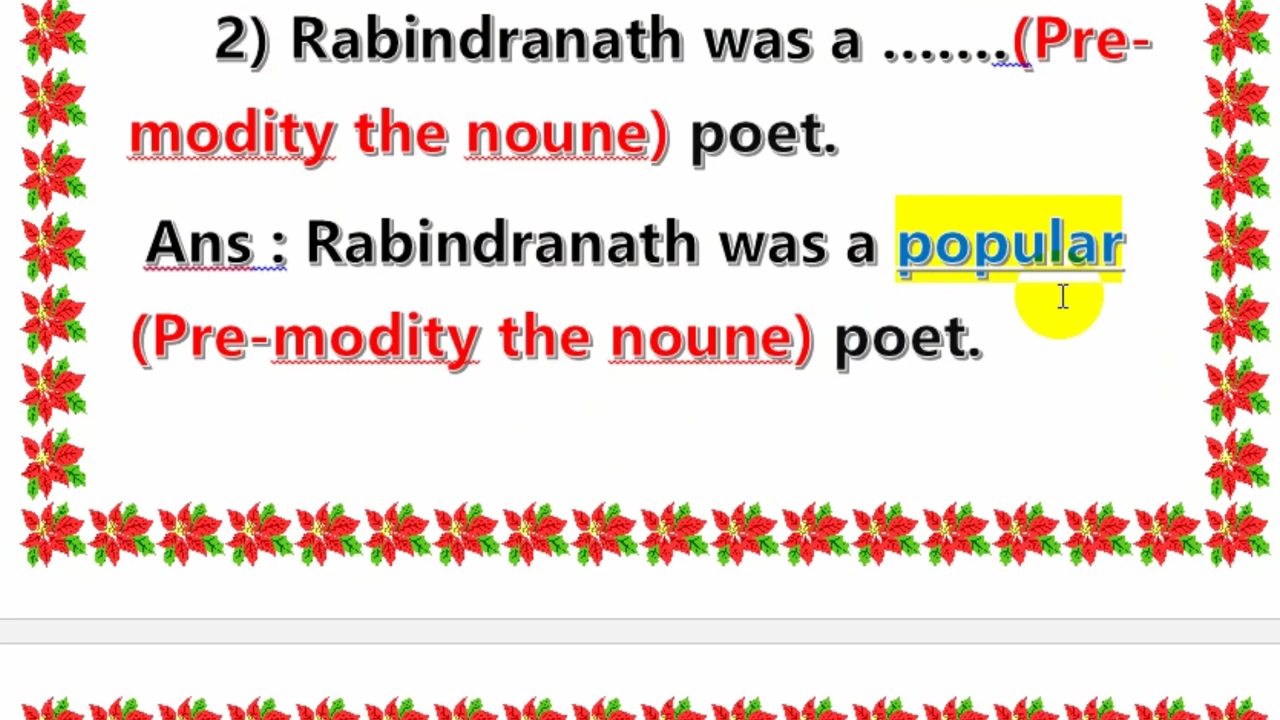 2) Rabindranath was a .......(Pre-
modity the noune) poet.
Ans : Rabindranath was a popular
(Pre-modity the noune) poet.